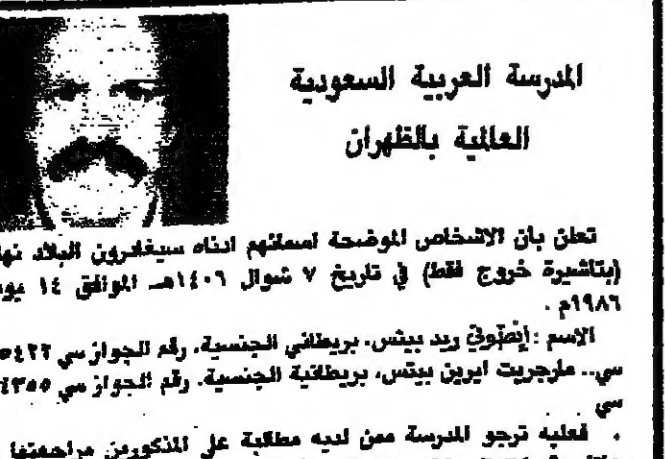 المدرسة العربية السعودية
العالمية بالظهران
تعلن بان الاشخاص الموضحة اسمائهم ادناه سيغادرون البلاد
(بتاشيرة خروج فقط) في تاريخ ٧ شوال ١٤٠٦هـ الموافق ١٤
١٩٨٦م .
الاسم : إنطوني ريد بيتس. بريطاني الجنسية. رقم الجواز سي
سي.. مارجريت ايرين بيتس، بريطانية الجنسية. رقم الجواز سي
سي
. فعليه ترجو المدرسة ممن لديه مطالبة على المذكورين مراجعتها